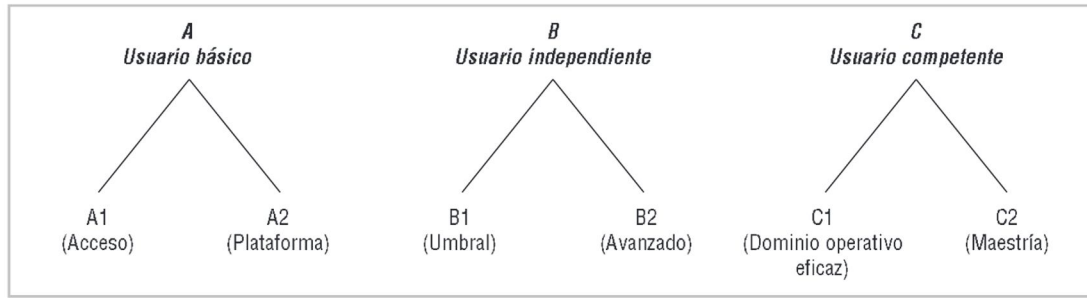 A
Usuario básico
B
Usuario independiente
C
Usuario competente
A1
(Acceso)
A2
(Plataforma)
B1
(Umbral)
B2
(Avanzado)
C1
(Dominio operativo
eficaz)
C2
(Maestría)